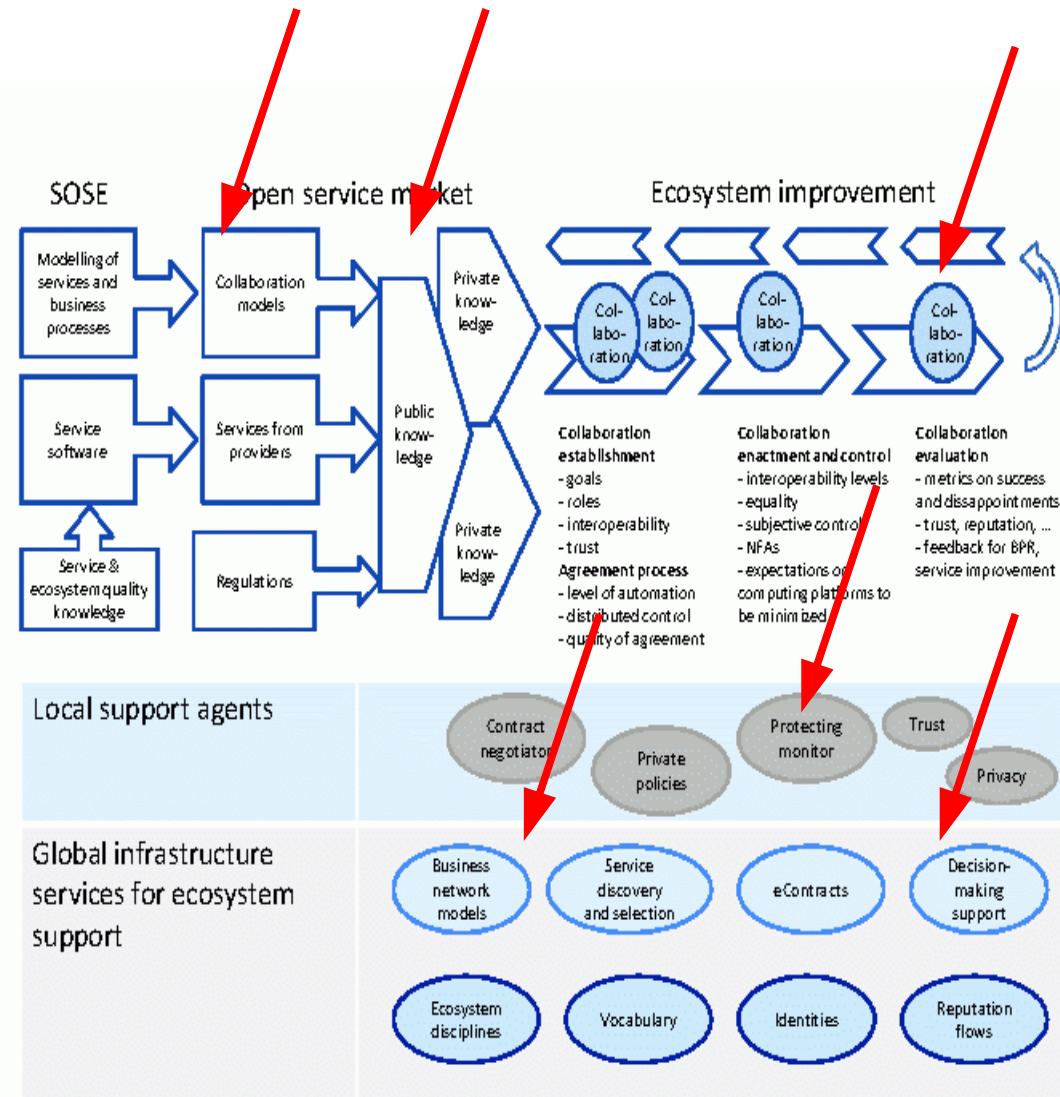 SOSE
Open service market
Ecosystem improvement
Modelling of
services and
business
processes
Collaboration
models
Private
know-
ledge
Col-
labo-
ration
Col-
labo-
ration
Col-
labo-
ration
Col-
labo-
ration
Service
software
Services from
providers
Public
know-
ledge
Private
know-
ledge
Service &
ecosystem quality
knowledge
Regulations
Collaboration
establishment
- goals
- roles
- interoperability
- trust
Agreement process
- level of automation
- distributed control
- quality of agreement
Collaboration
enactment and control
- interoperability levels
- equality
- subjective control
- NFAs
- expectations on
computing platforms to
be minimized
Collaboration
evaluation
- metrics on success
and dissappointments
- trust, reputation, ...
- feedback for BPR,
service improvement
Local support agents
Contract
negotiator
Private
policies
Protecting
monitor
Trust
Privacy
Global infrastructure
services for ecosystem
support
Business
network
models
Service
discovery
and selection
eContracts
Decision-
making
support
Ecosystem
disciplines
Vocabulary
Identities
Reputation
flows